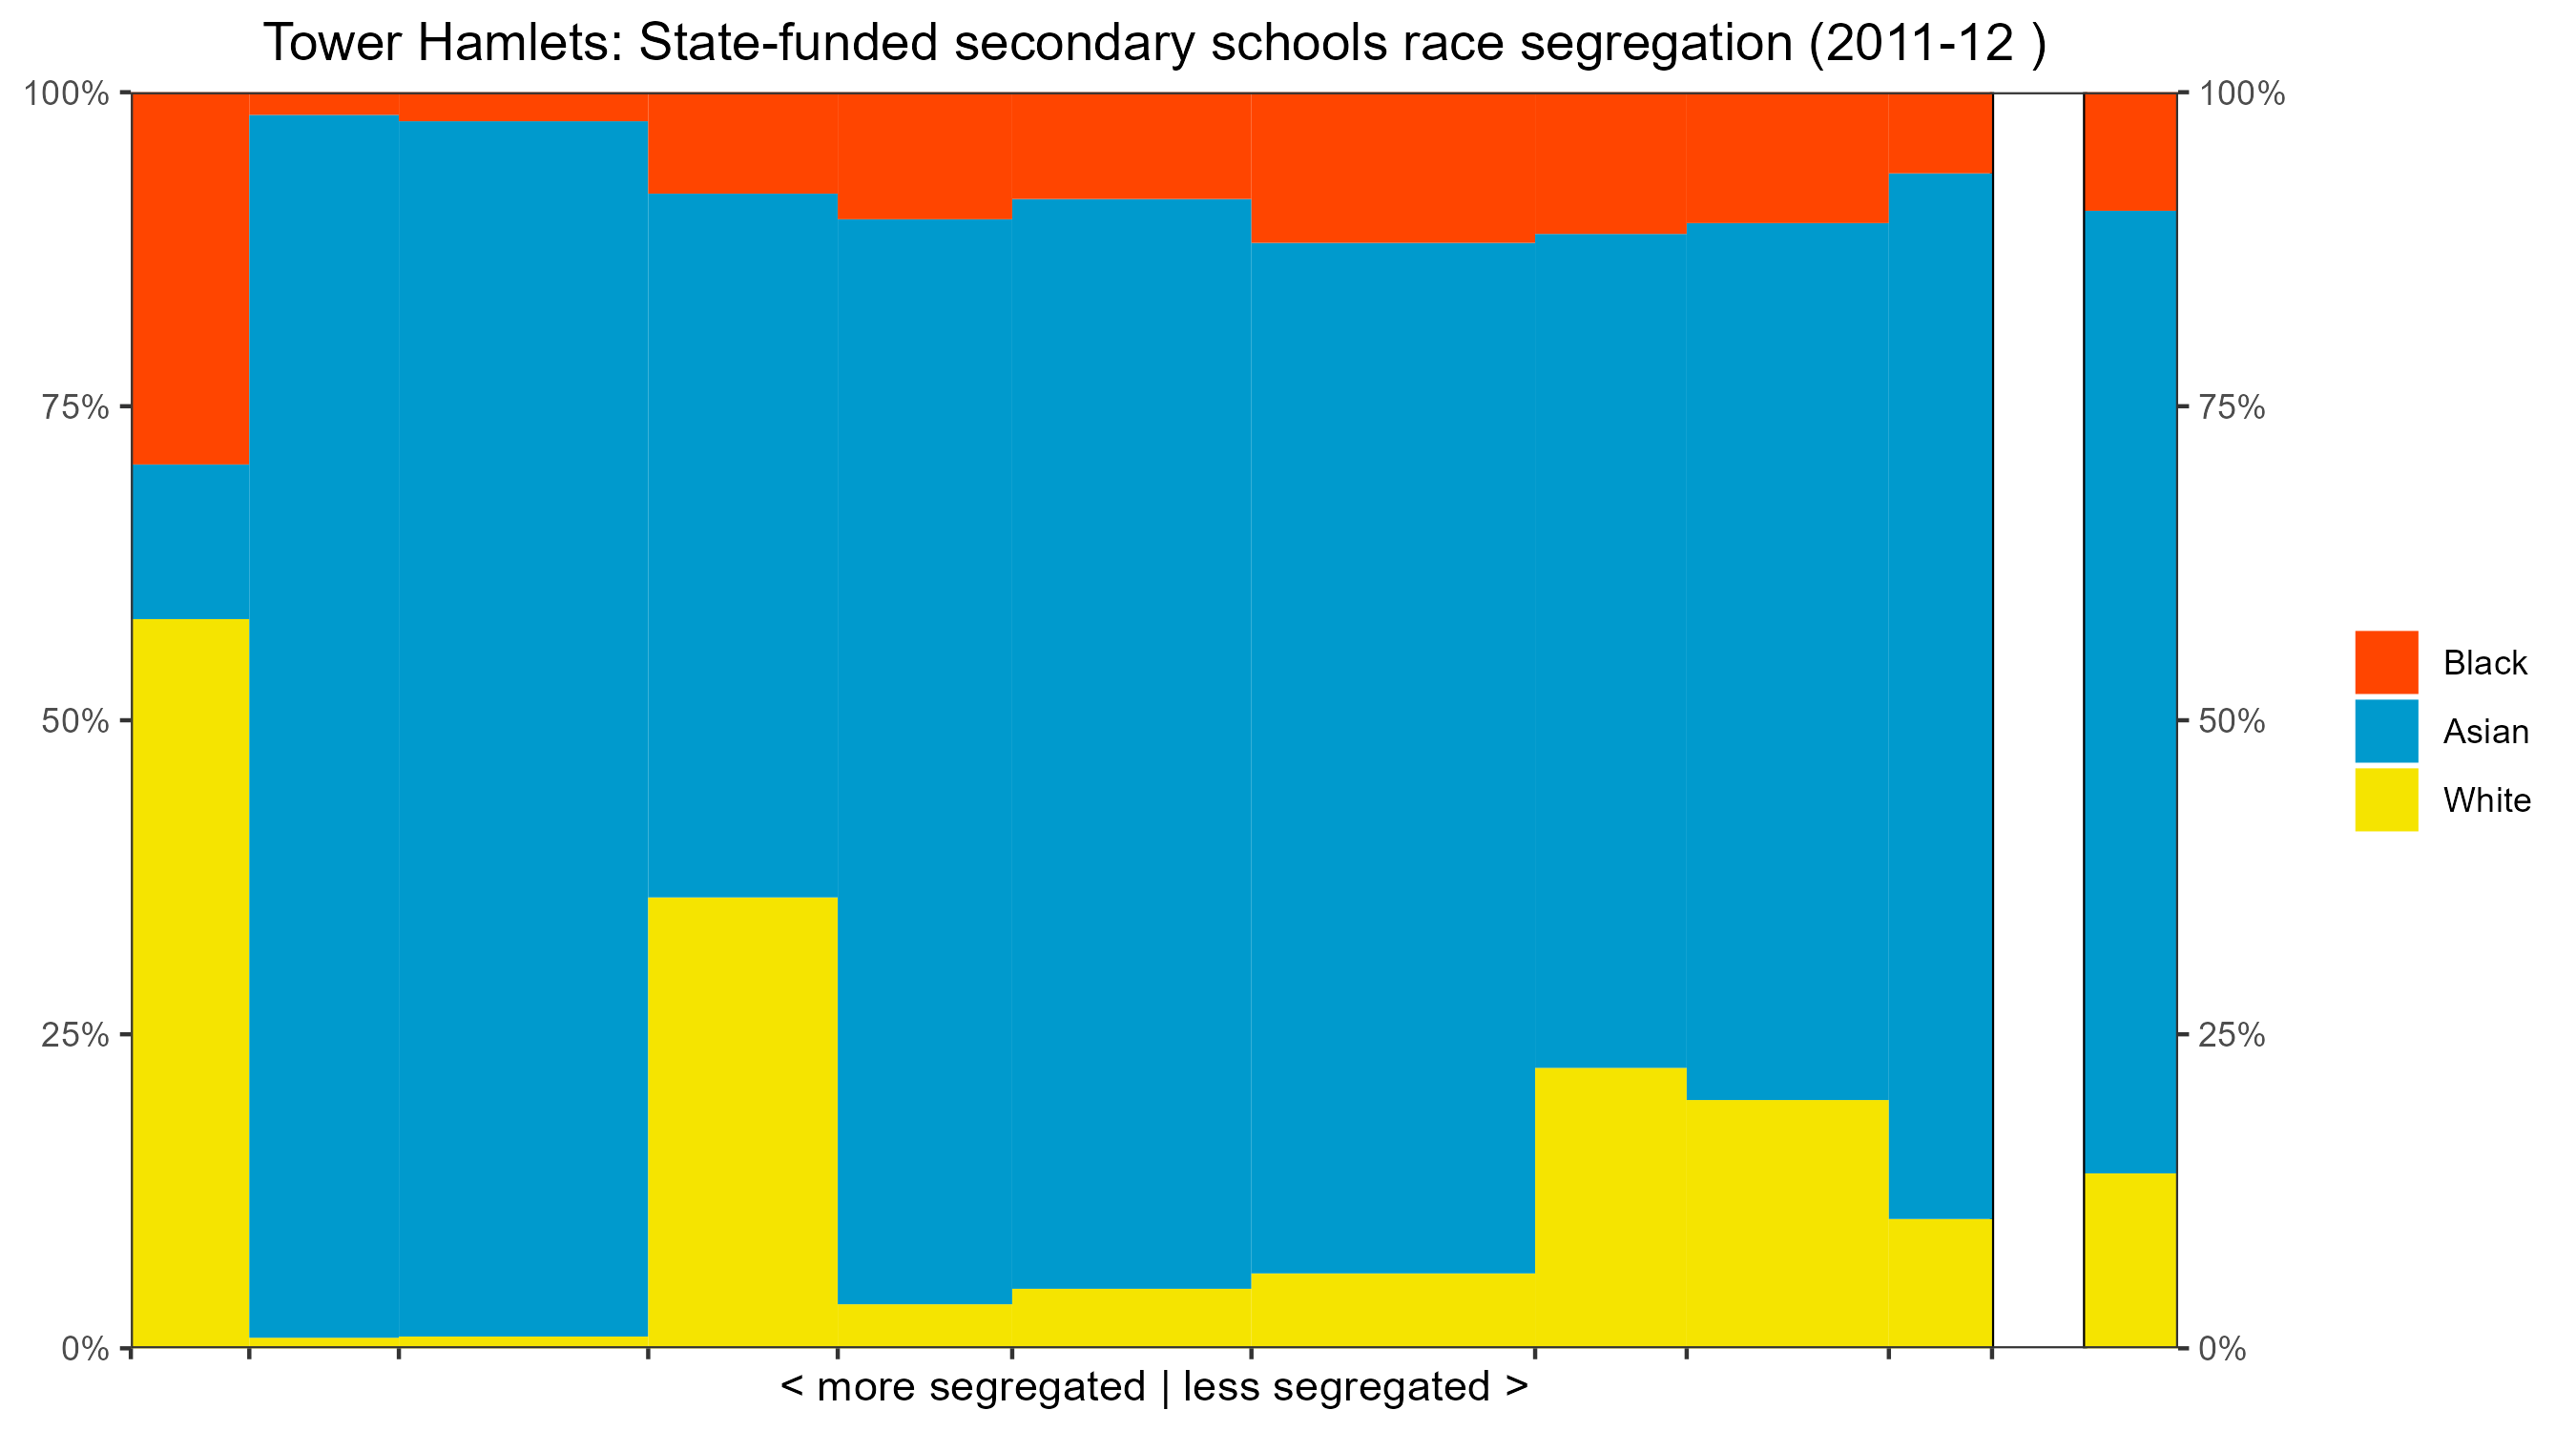 Tower Hamlets: State-funded secondary schools race segregation (2011-12 )
100%
75%
50%
25%
0%
100%
75%
50%
25%
0%
Black
Asian
White
< more segregated | less segregated >